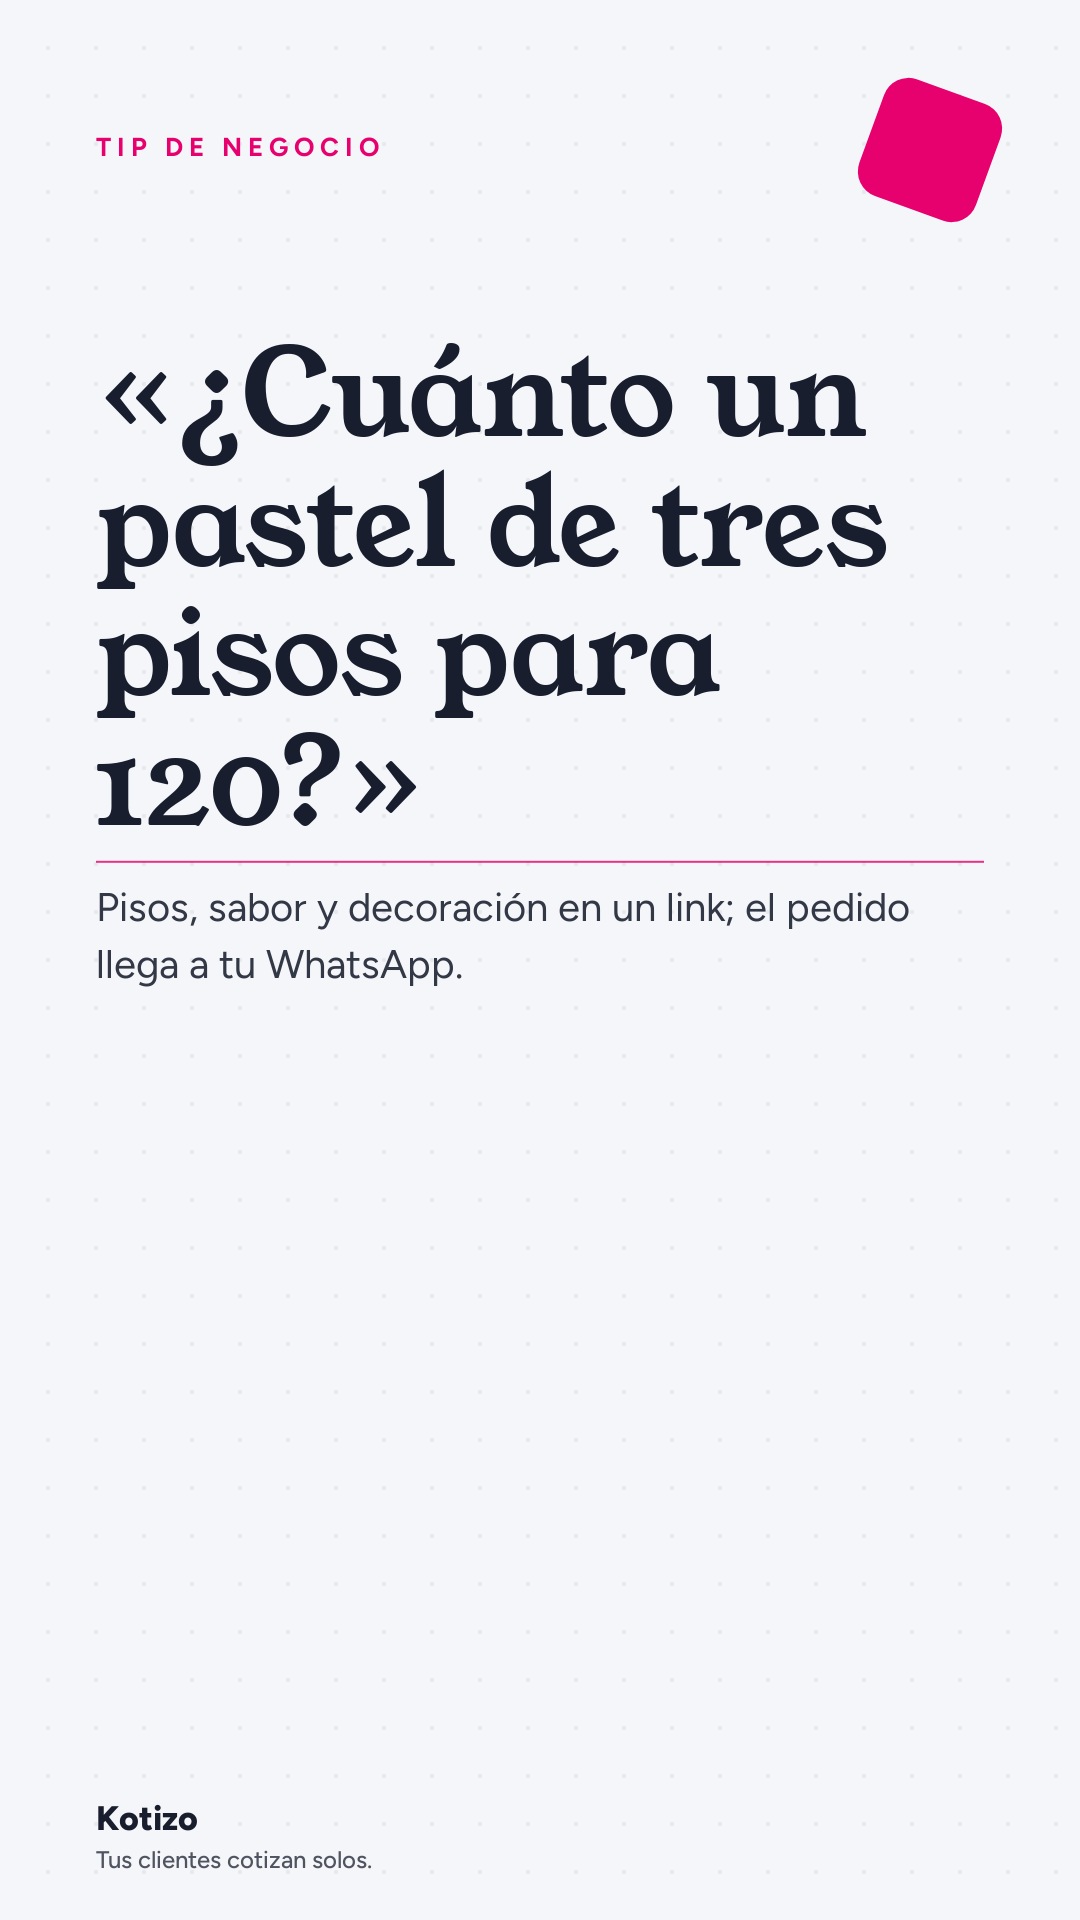 TIP DE NEGOCIO
«¿Cuánto un
pastel de tres
pisos para
120?»
Pisos, sabor y decoración en un link; el pedido
llega a tu WhatsApp.
Kotizo
Tus clientes cotizan solos.